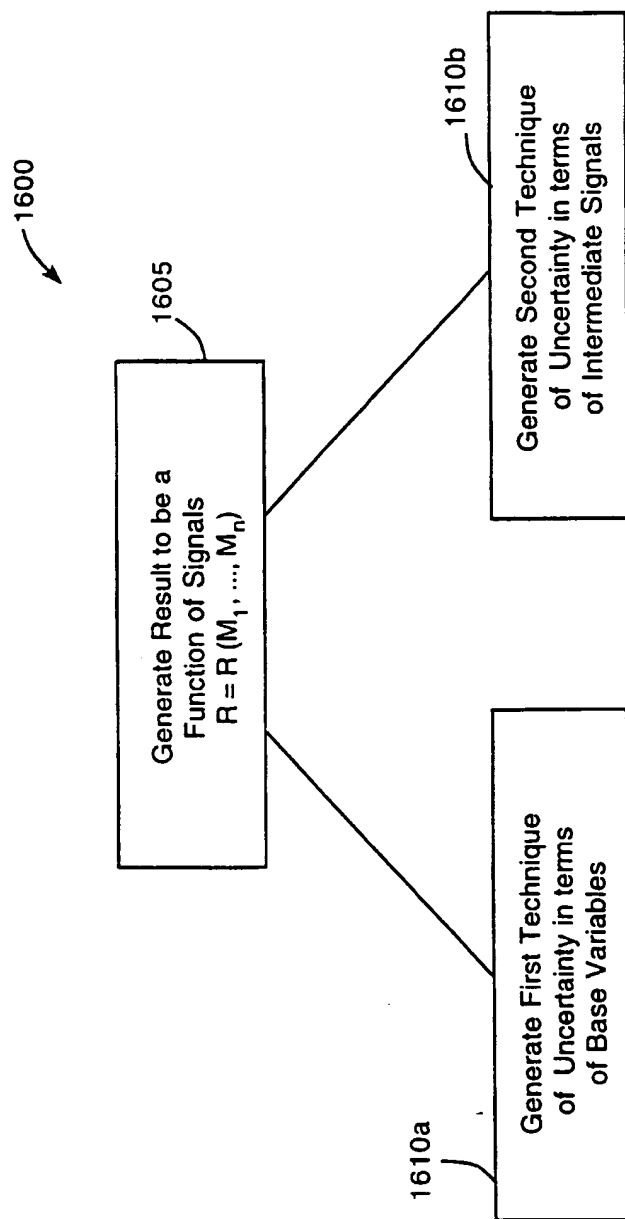 1600
1605
Generate Result to be a
Function of Signals
R = R (M1, ..., Mn)
1610a
Generate First Technique
of Uncertainty in terms
of Base Variables
1610b
Generate Second Technique
of Uncertainty in terms
of Intermediate Signals